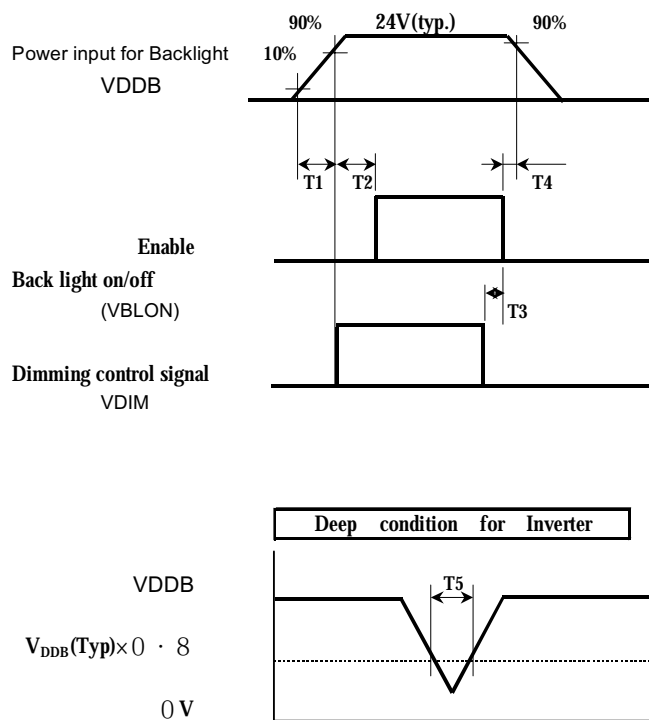 90% 24V(typ.) 90%
Power input for Backlight 10%
VDDB
T1 T2 T4
Enable
Back light on/off
(VBLON)
T3
Dimming control signal
VDIM
Deep condition for Inverter
VDDB
T5
VDDB(Typ)×0・8
0V